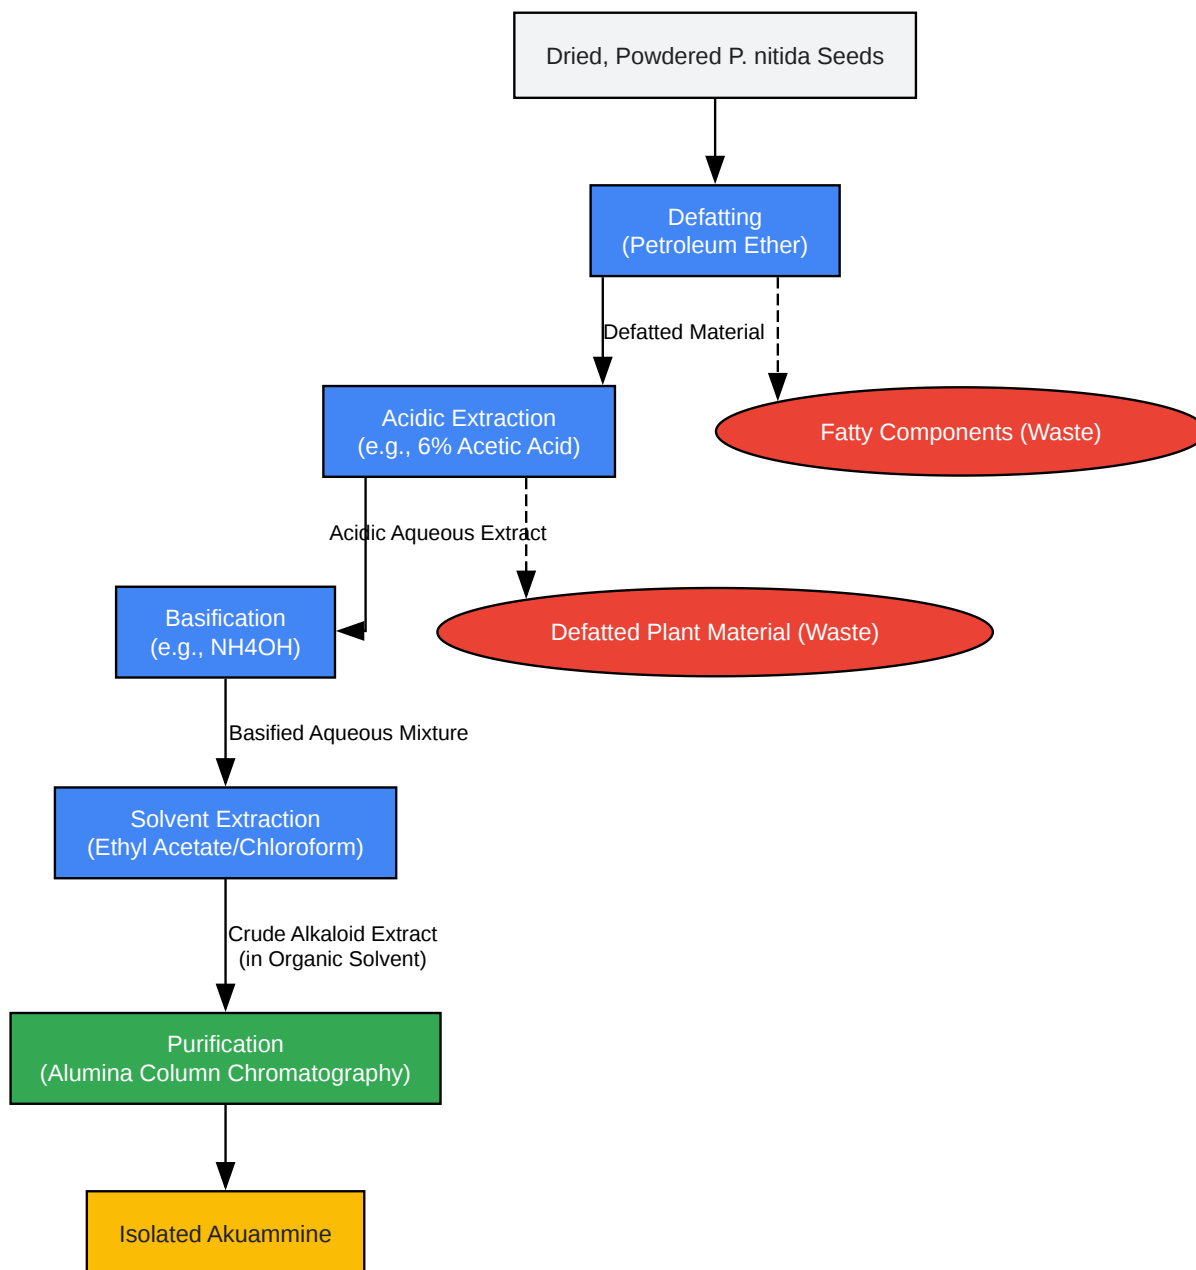 Dried, Powdered P. nitida Seeds
Defatting
(Petroleum Ether)
Defatted Material
Acidic Extraction
(e.g., 6% Acetic Acid)
Fatty Components (Waste)
Acidic Aqueous Extract
Basification
(e.g., NH4OH)
Defatted Plant Material (Waste)
Basified Aqueous Mixture
Solvent Extraction
(Ethyl Acetate/Chloroform)
Crude Alkaloid Extract
(in Organic Solvent)
Purification
(Alumina Column Chromatography)
Isolated Akuammine